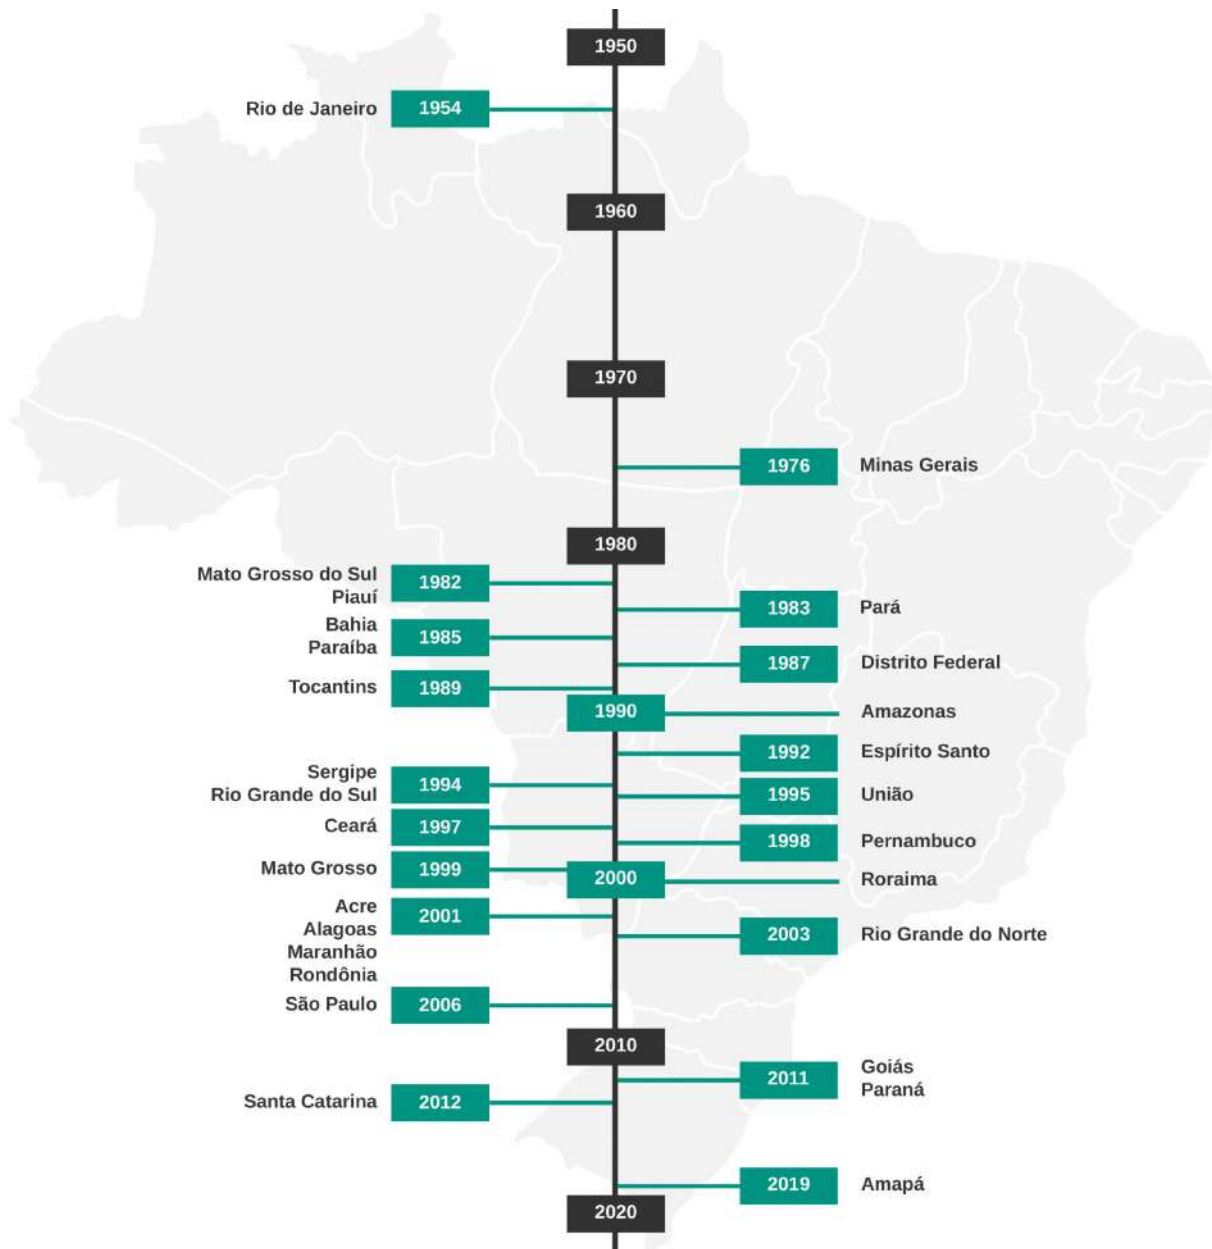 1950
Rio de Janeiro 1954
1960
1970
1976 Minas Gerais
1980
Mato Grosso do Sul
Piauí
1982
1983 Pará
Bahia
Paraíba
1985
1987 Distrito Federal
Tocantins 1989
1990 Amazonas
1992 Espírito Santo
Sergipe
Rio Grande do Sul
1994
1995 União
Ceará 1997
1998 Pernambuco
Mato Grosso 1999
2000 Roraima
Acre
Alagoas
Maranhão
Rondônia
2001
2003 Rio Grande do Norte
São Paulo 2006
2010
2011
Goiás
Paraná
Santa Catarina 2012
2019 Amapá
2020